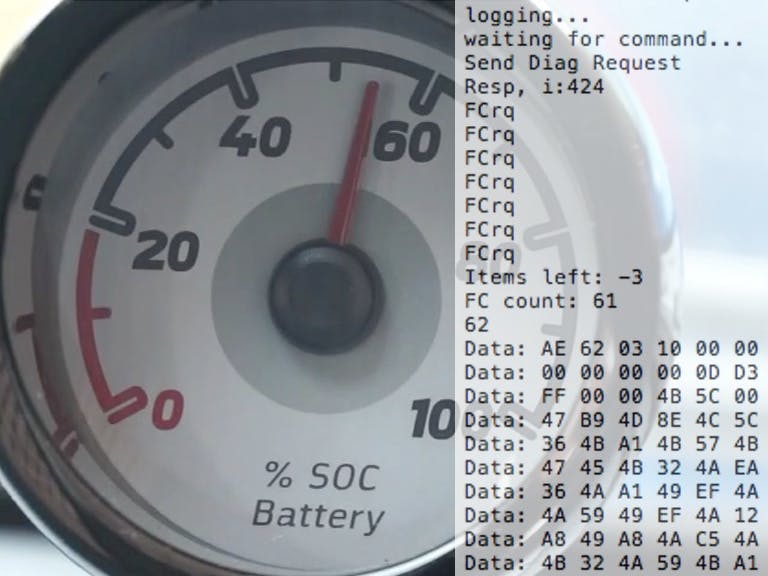 40
60
20
0
100
% SOC
Battery
logging...
waiting for command...
Send Diag Request
Resp, i:424
FCrq
FCrq
FCrq
FCrq
FCrq
FCrq
FCrq
Items left: -3
FC count: 61
62
Data: AE 62 03 10 00 00
Data: 00 00 00 00 0D D3
Data: FF 00 00 4B 5C 00
Data: 47 B9 4D 8E 4C 5C
Data: 36 4B A1 4B 57 4B
Data: 47 45 4B 32 4A EA
Data: 36 4A A1 49 EF 4A
Data: 4A 59 49 EF 4A 12
Data: A8 49 A8 4A C5 4A
Data: 4B 32 4A 59 4B A1